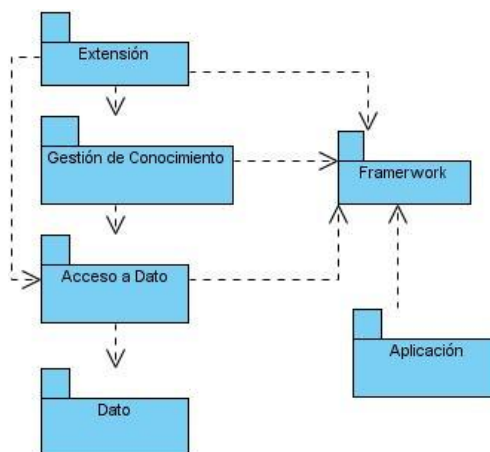 Extensión
Gestión de Conocimiento
Framerwork
Acceso a Dato
Aplicación
Dato